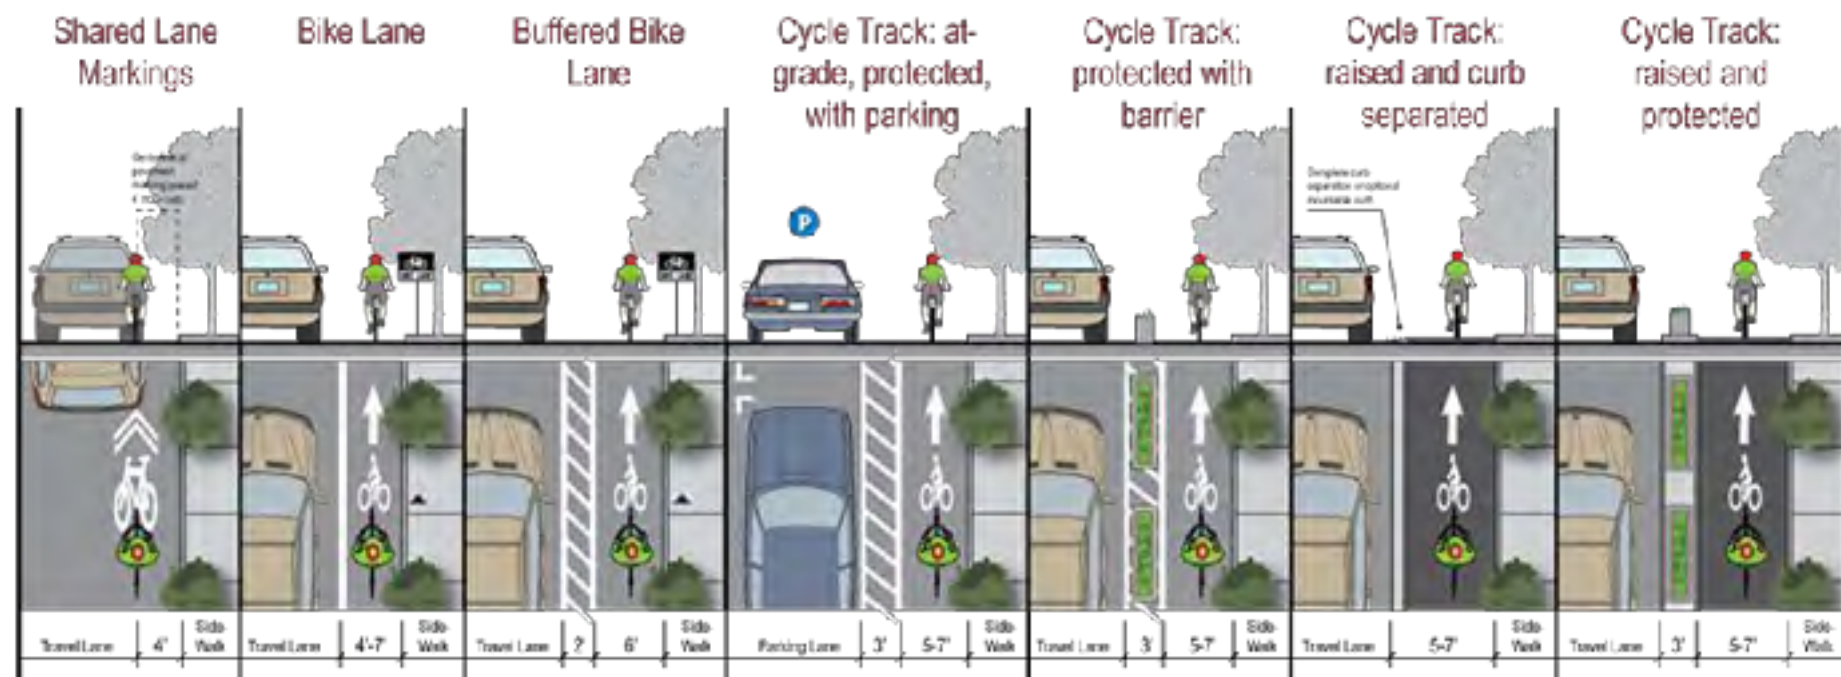 Shared Lane
Markings
Bike Lane
Buffered Bike
Lane
Cycle Track: at-
grade, protected,
with parking
Cycle Track:
protected with
barrier
Cycle Track:
raised and curb
separated
Cycle Track:
raised and
protected
P
Travel Lane
4'
Side-
Walk
Travel Lane
4'-7'
Side-
Walk
Travel Lane
2'
6'
Side-
Walk
Parking Lane
3'
5-7'
Side-
Walk
Travel Lane
3'
5-7'
Side-
Walk
Travel Lane
5-7'
Side-
Walk
Travel Lane
3'
5-7'
Side-
Walk